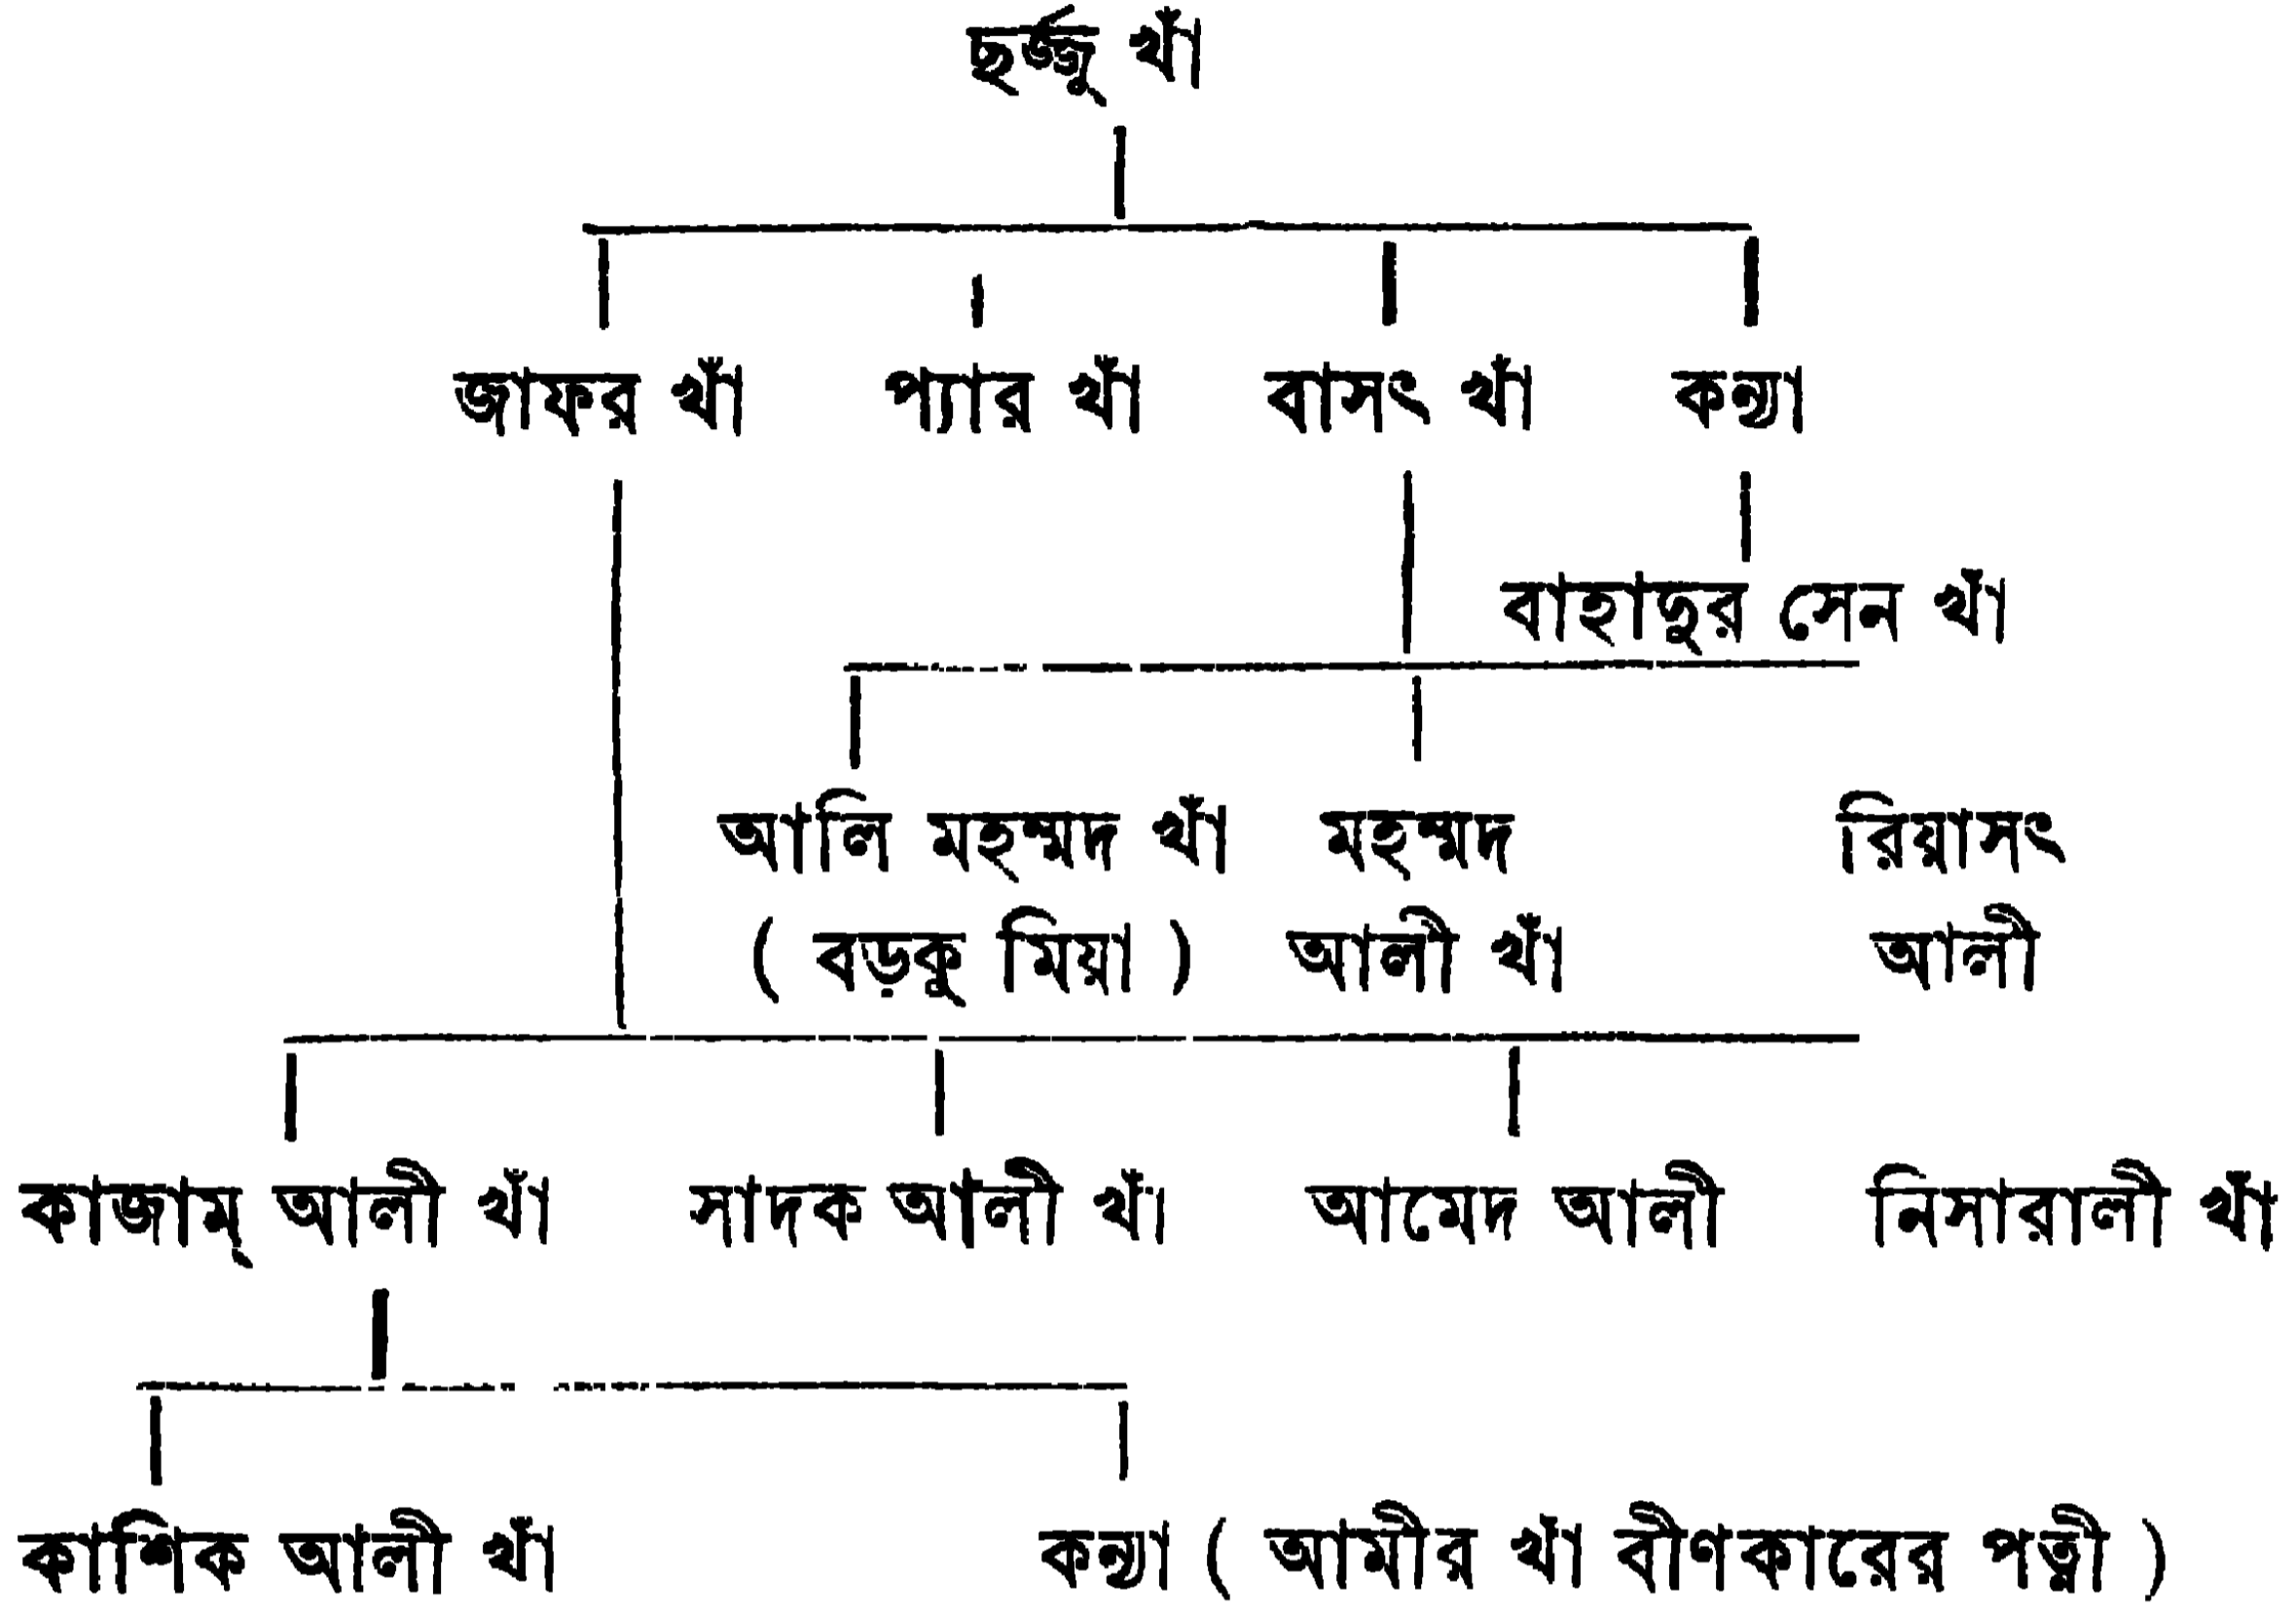 ছর্জ্জু খাঁ
জাফর খাঁ প্যার খাঁ বাসৎ খাঁ কন্যা
বাহাদুর সেন খাঁ
আলি মহম্মদ খাঁ মহম্মদ রিয়াসৎ
( বড়কু মিয়া ) আলী খাঁ আলী
কাজাম্ আলী খাঁ সাদক আলী খাঁ আমেদ আলী নিসারালী খাঁ
কাশিক আলী খাঁ কন্যা ( আমীর খাঁ বীণকারের পত্নী )